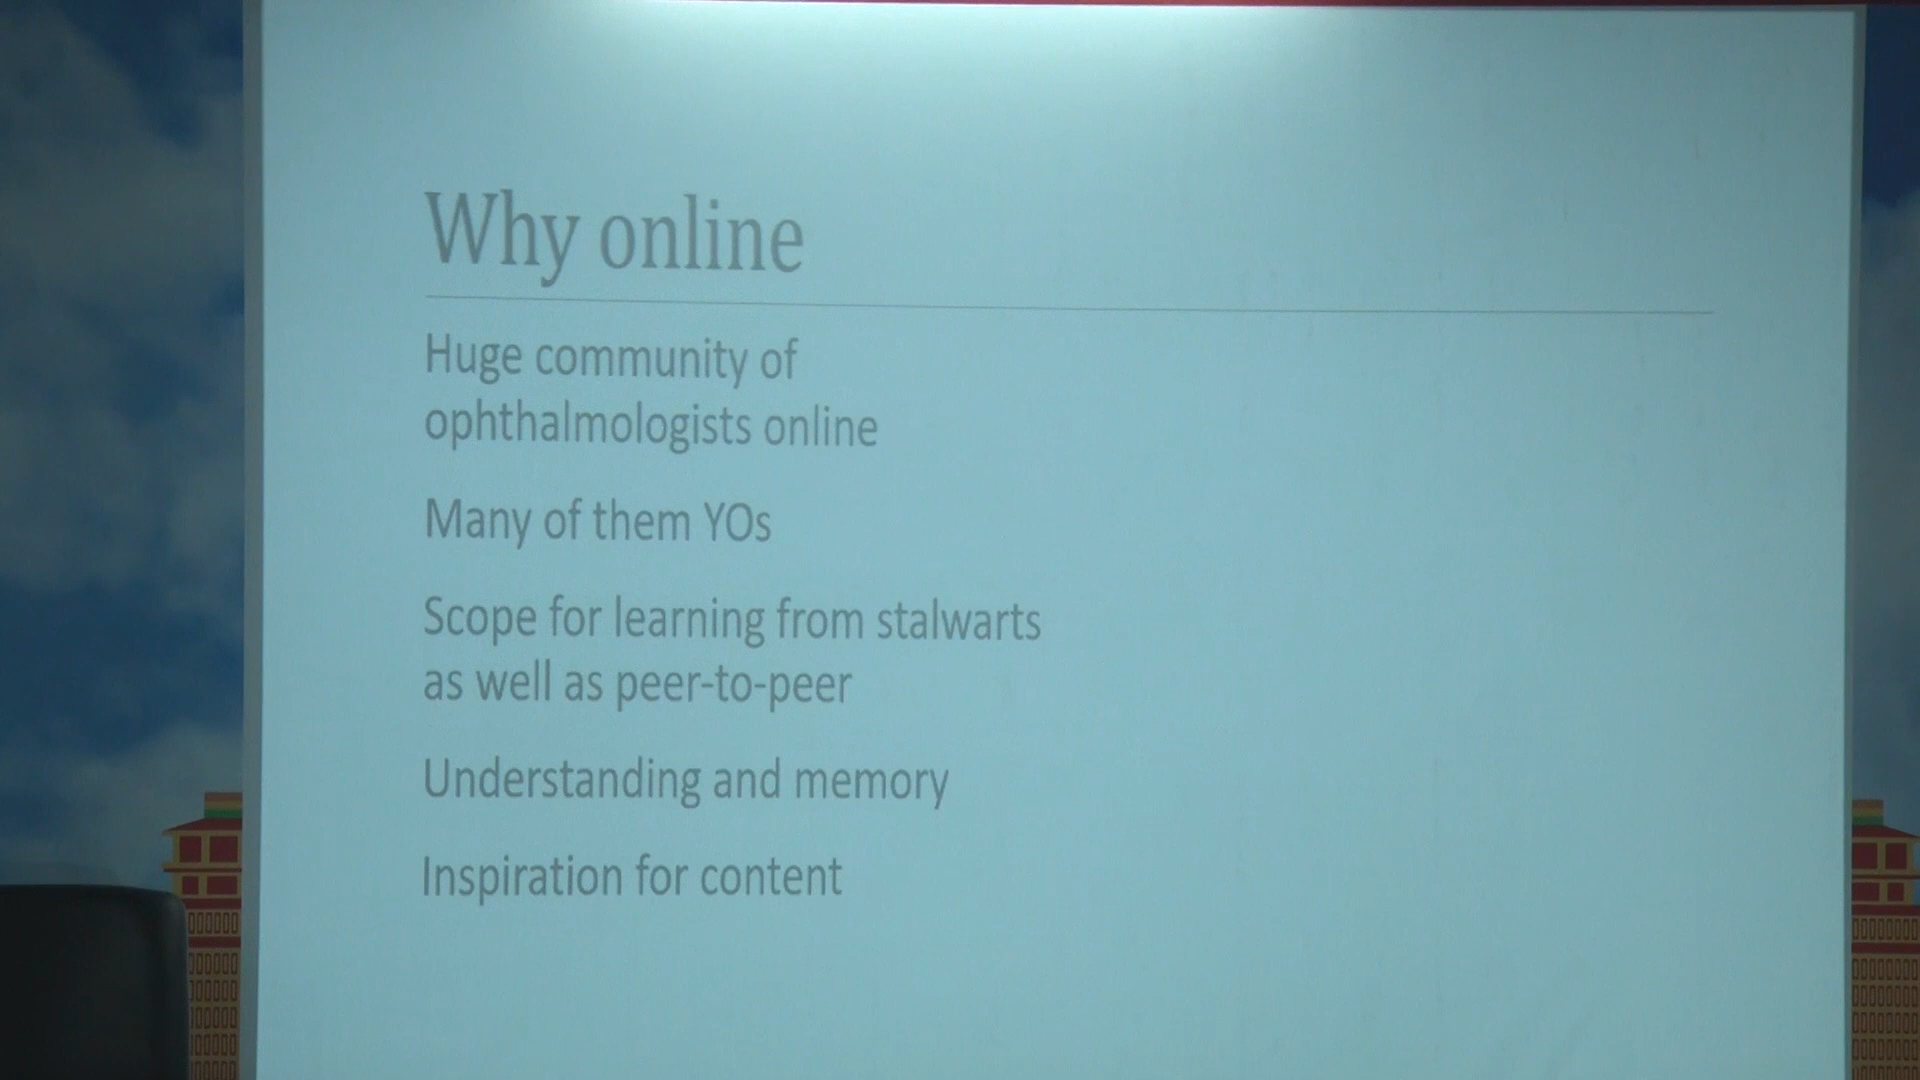 Why online
Huge community of
ophthalmologists online
Many of them YOs
Scope for learning from stalwarts
as well as peer-to-peer
Understanding and memory
Inspiration for content